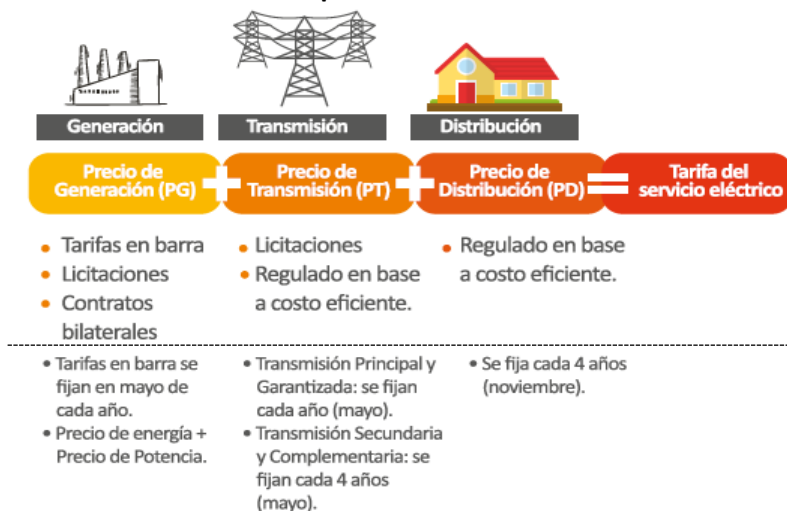 Generación
Transmisión
Distribución
Precio de
Generación (PG)
+
Precio de
Transmisión (PT)
+
Precio de
Distribución (PD)
=
Tarifa del
servicio eléctrico
• Tarifas en barra
• Licitaciones
• Contratos
bilaterales
• Licitaciones
• Regulado en base
a costo eficiente.
• Regulado en base
a costo eficiente.
• Tarifas en barra se
fijan en mayo de
cada año.
• Precio de energía +
Precio de Potencia.
• Transmisión Principal y
Garantizada: se fijan
cada año (mayo).
• Transmisión Secundaria
y Complementaria: se
fijan cada 4 años
(mayo).
• Se fija cada 4 años
(noviembre).